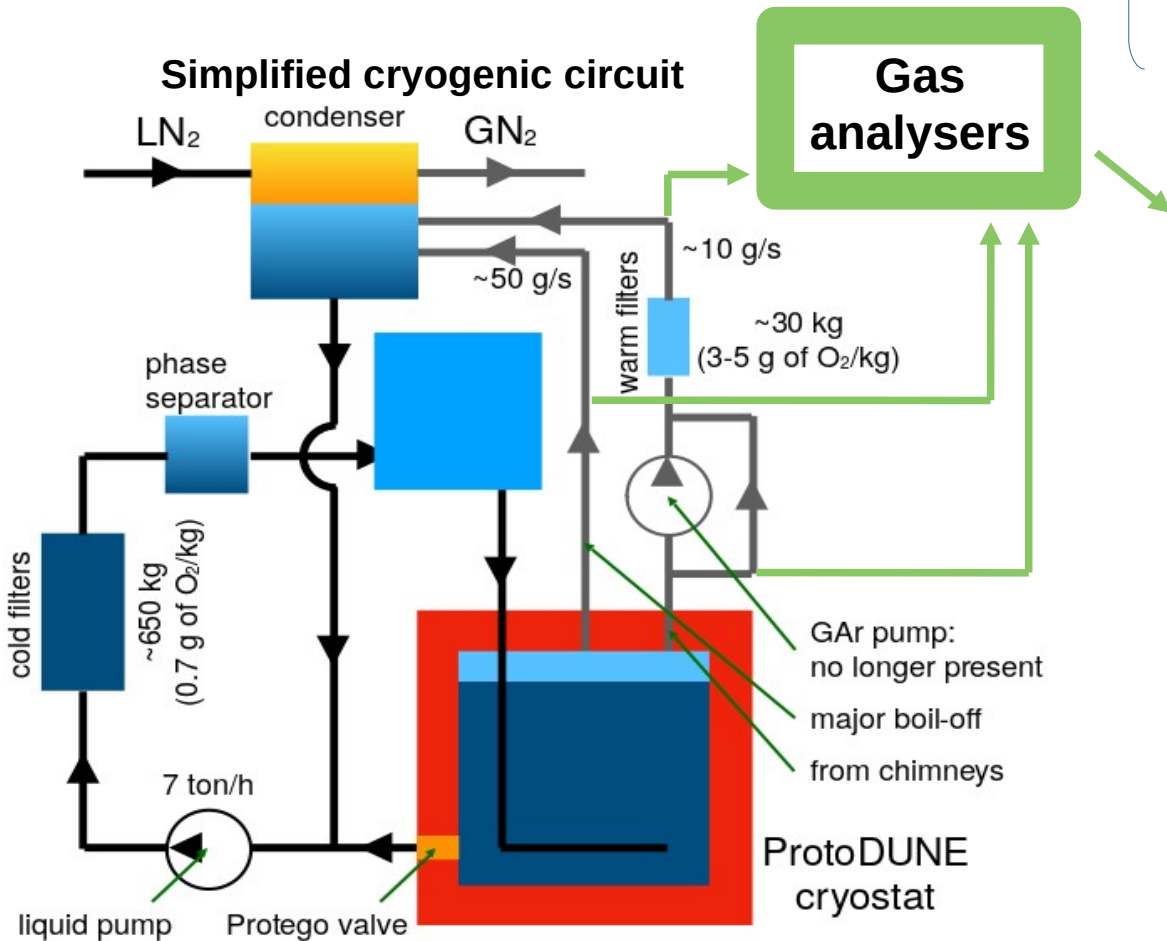 Simplified cryogenic circuit
Gas
analysers
condenser
LN₂
GN₂
~10 g/s
~50 g/s
warm filters
~30 kg
(3-5 g of O₂/kg)
phase
separator
cold filters
~650 kg
(0.7 g of O₂/kg)
GAr pump:
no longer present
major boil-off
from chimneys
7 ton/h
ProtoDUNE
cryostat
liquid pump
Protego valve